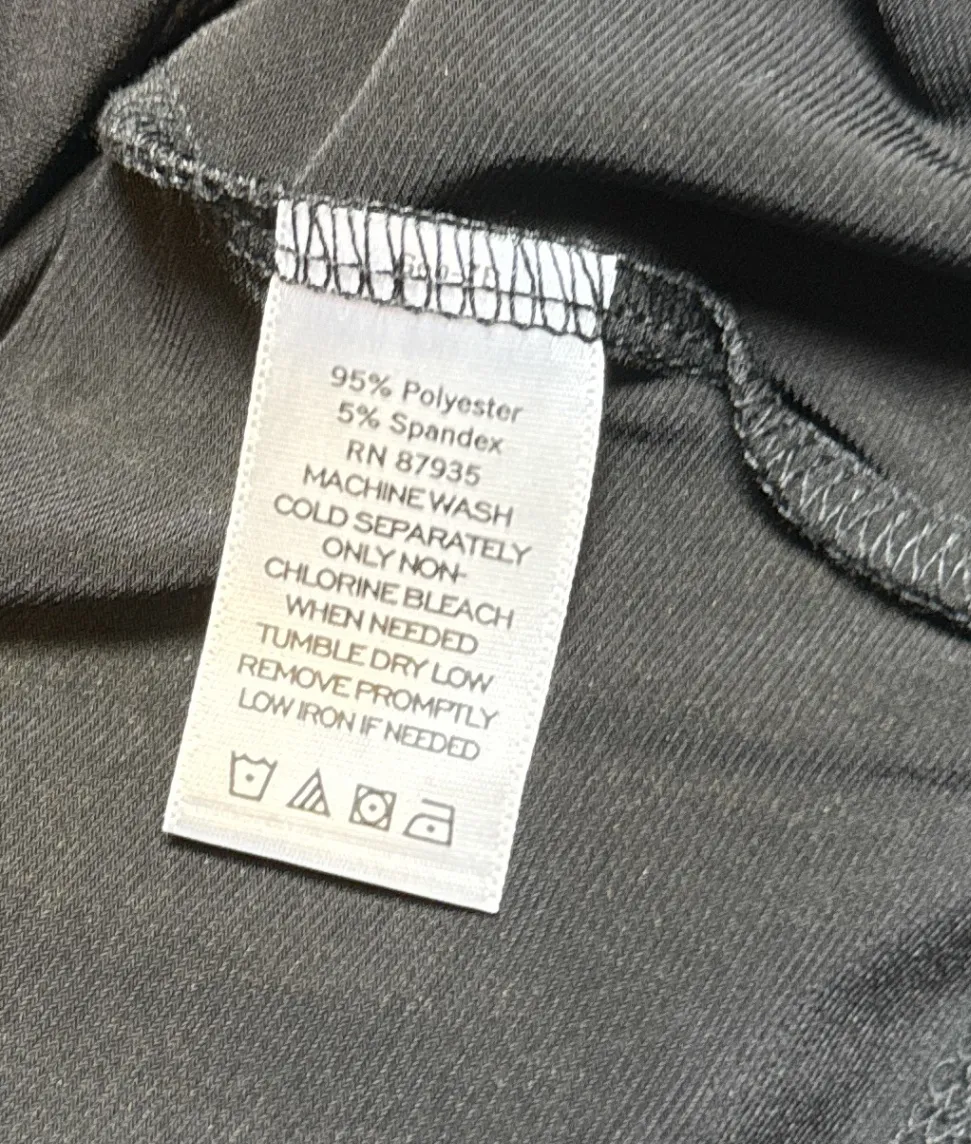 95% Polyester
5% Spandex
RN 87935
MACHINE WASH
COLD SEPARATELY
ONLY NON-
CHLORINE BLEACH
WHEN NEEDED
TUMBLE DRY LOW
REMOVE PROMPTLY
LOW IRON IF NEEDED